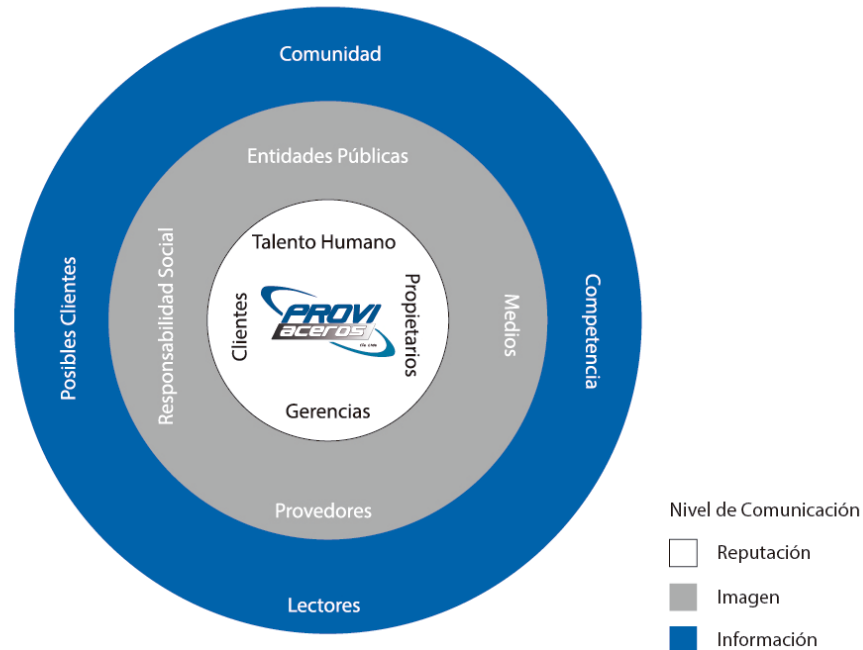 Comunidad
Entidades Públicas
Talento Humano
Posibles Clientes
Responsabilidad Social
Clientes
PROVI
aceros
Propietarios
Medios
Competencia
Gerencias
Provedores
Lectores
Nivel de Comunicación
Reputación
Imagen
Información